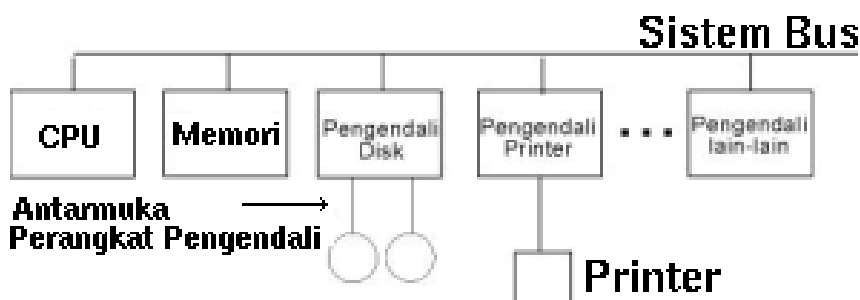 Sistem Bus
CPU
Memori
Pengendali
Disk
Pengendali
Printer
Pengendali
lain-lain
Antarmuka
Perangkat Pengendali
Printer